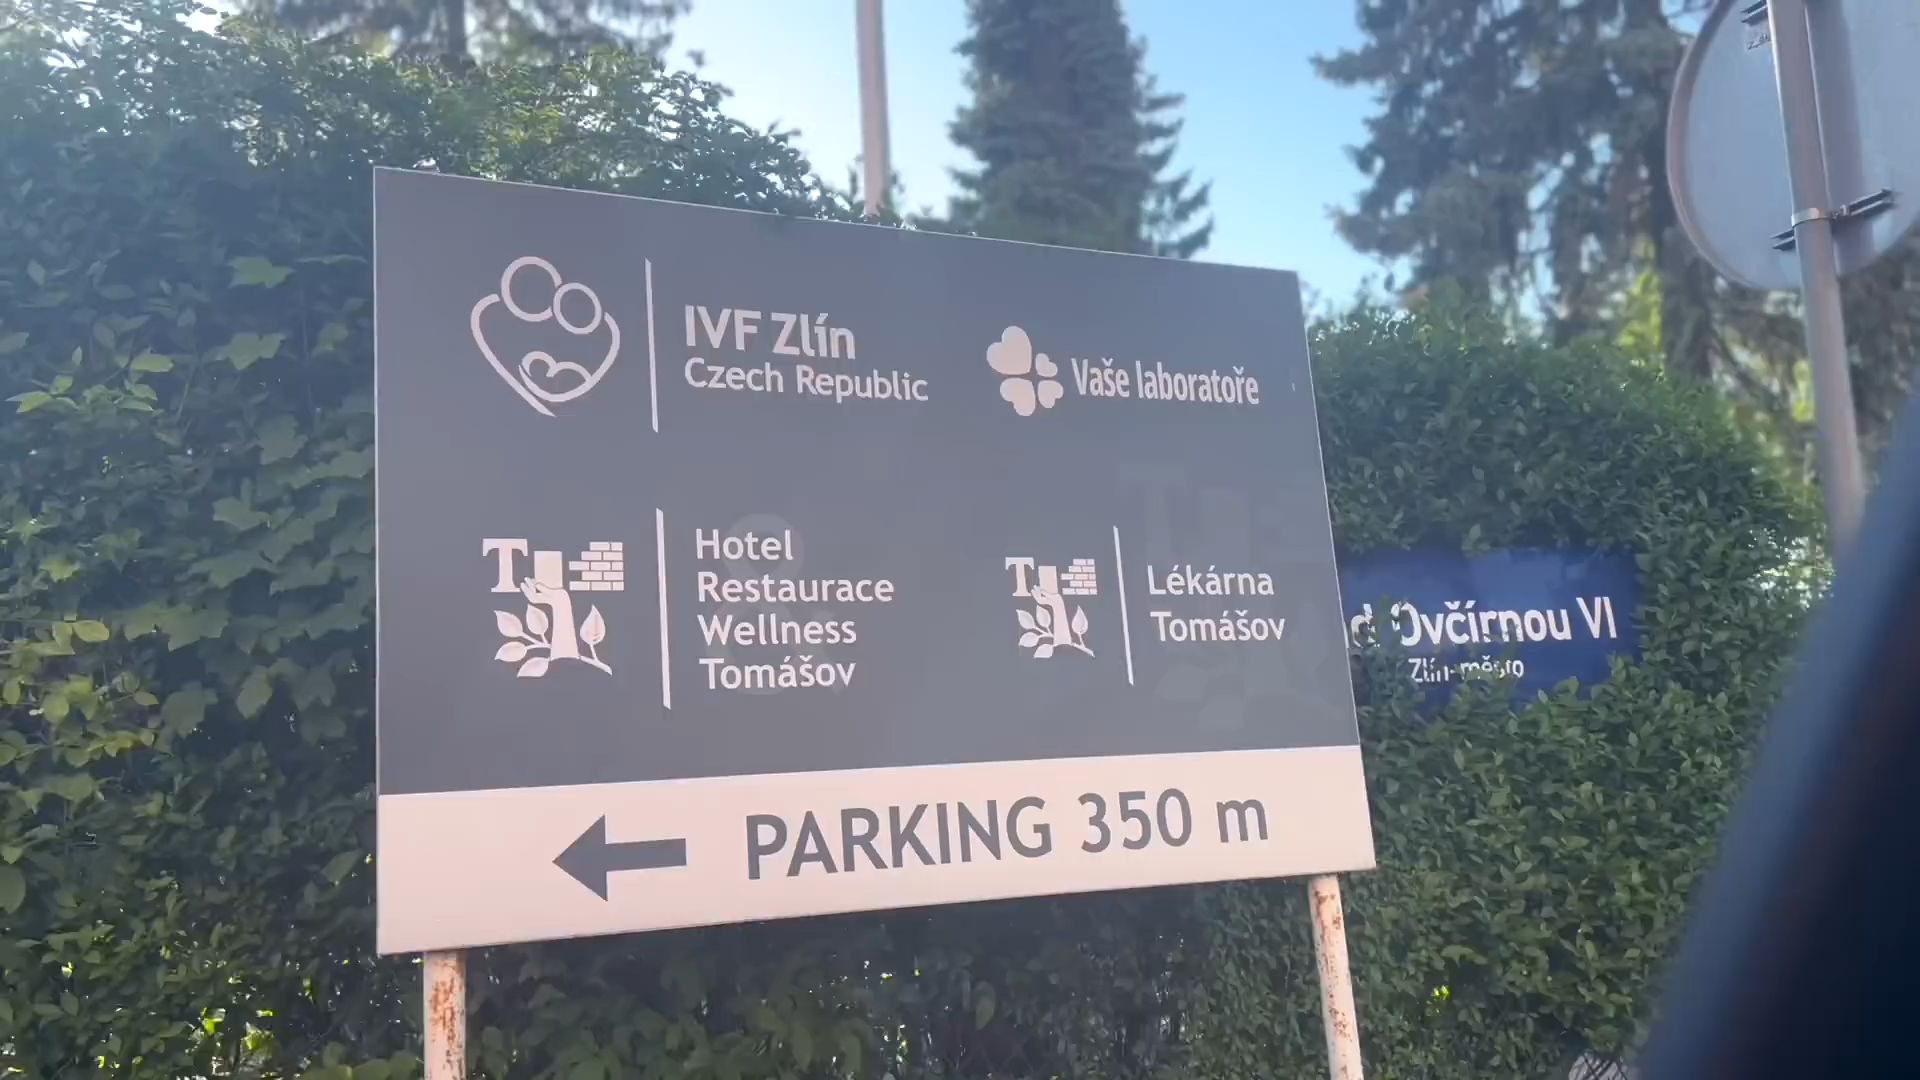 IVF Zlín
Czech Republic
Vaše laboratoře
T
Hotel
Restaurace
Wellness
Tomášov
T
Lékárna
Tomášov
PARKING 350 m
d Ovčírnou VI
Zlín-město